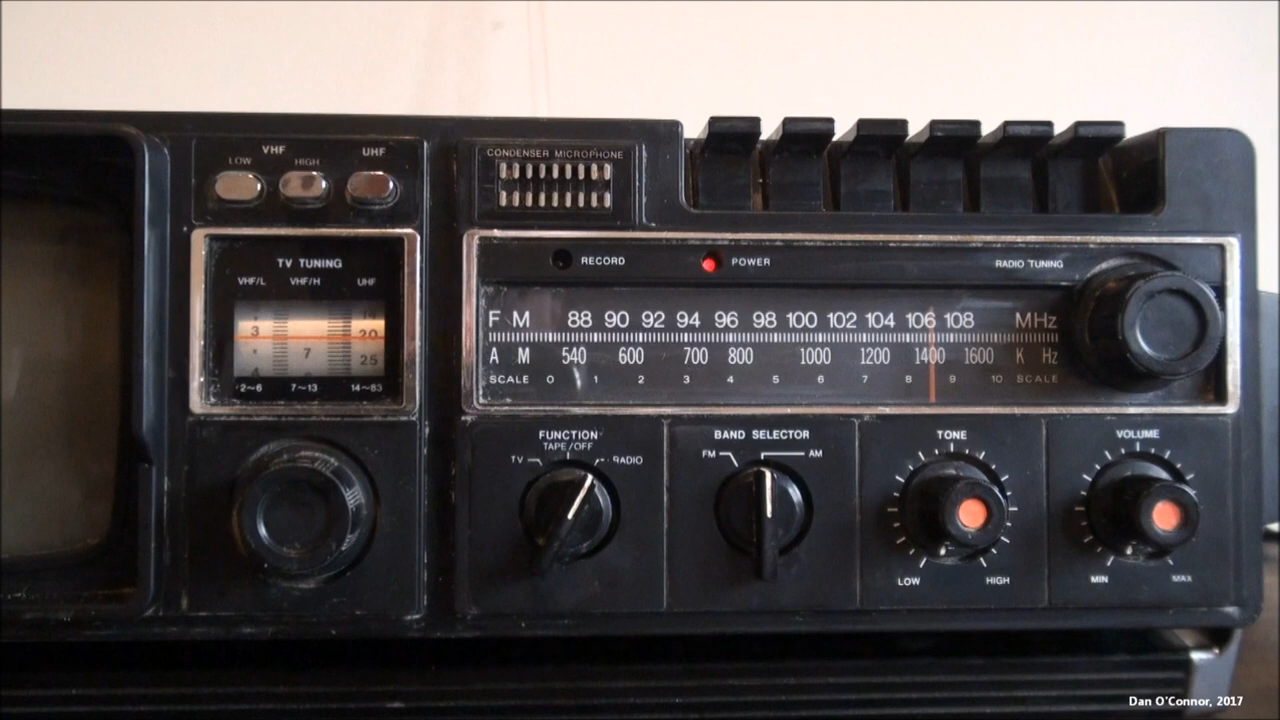 VHF UHF
LOW HIGH
CONDENSER MICROPHONE
TV TUNING
VHF/L VHF/H UHF
14
3 20
7 25
4
2~6 7~13 14~83
RECORD POWER RADIO TUNING
FM 88 90 92 94 96 98 100 102 104 106 108 MHz
AM 540 600 700 800 1000 1200 1400 1600 KHz
SCALE 0 1 2 3 4 5 6 7 8 9 10 SCALE
FUNCTION
TAPE/OFF
TV RADIO
BAND SELECTOR
FM AM
TONE
LOW HIGH
VOLUME
MIN MAX
Dan O'Connor, 2017